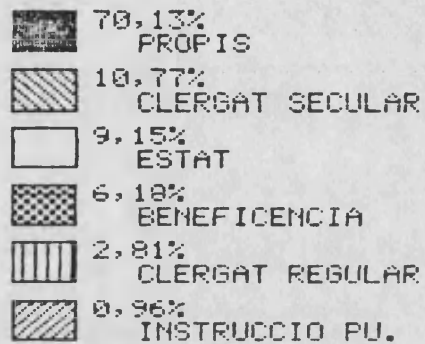 70,13%
PROPIS
10,77%
CLERGAT SECULAR
9,15%
ESTAT
6,18%
BENEFICENCIA
2,81%
CLERGAT REGULAR
0,96%
INSTRUCCIO PU.